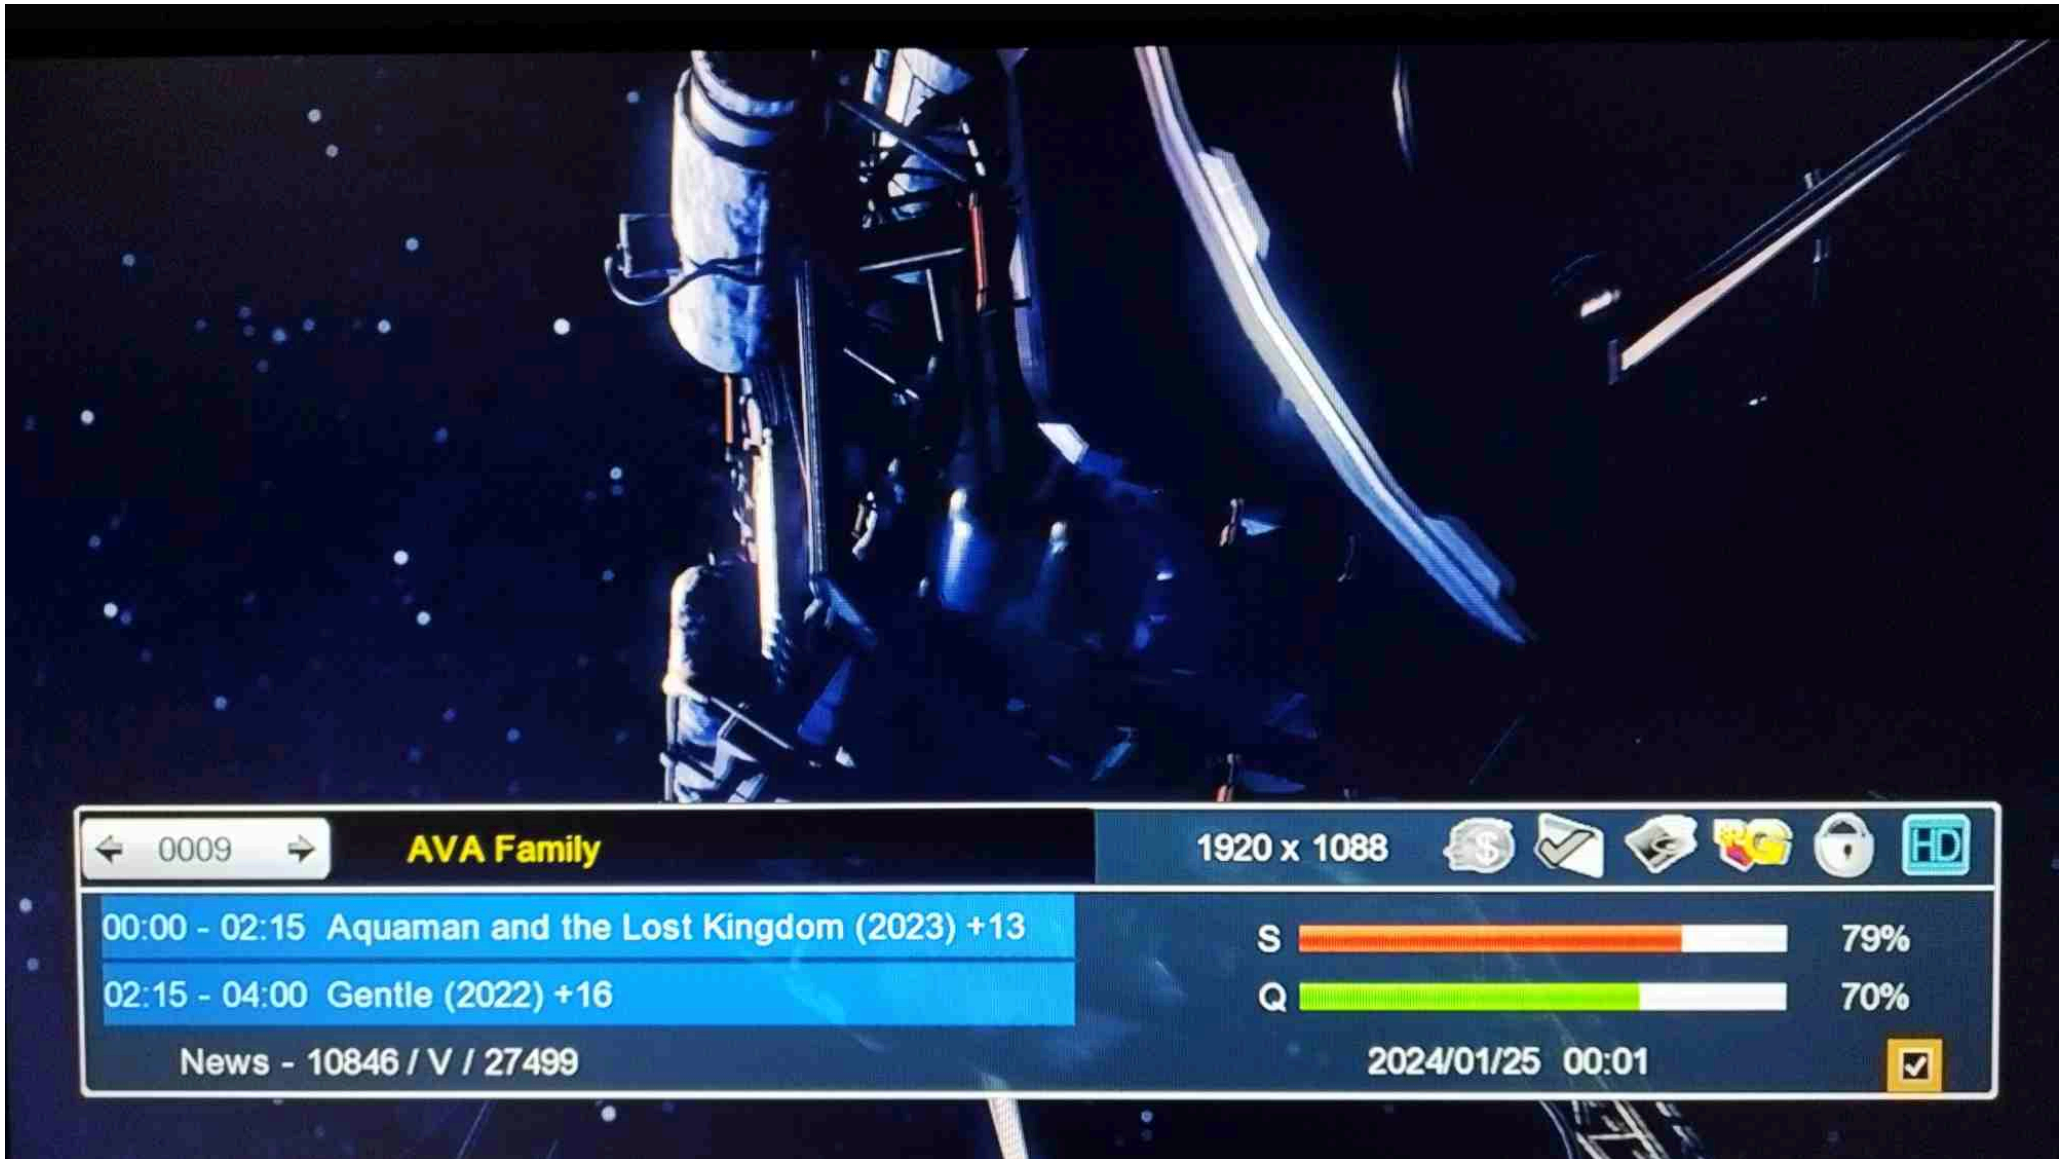 0009 AVA Family 1920 x 1088 $ G HD
00:00 - 02:15 Aquaman and the Lost Kingdom (2023) +13
S 79%
02:15 - 04:00 Gentle (2022) +16
Q 70%
News - 10846 / V / 27499 2024/01/25 00:01